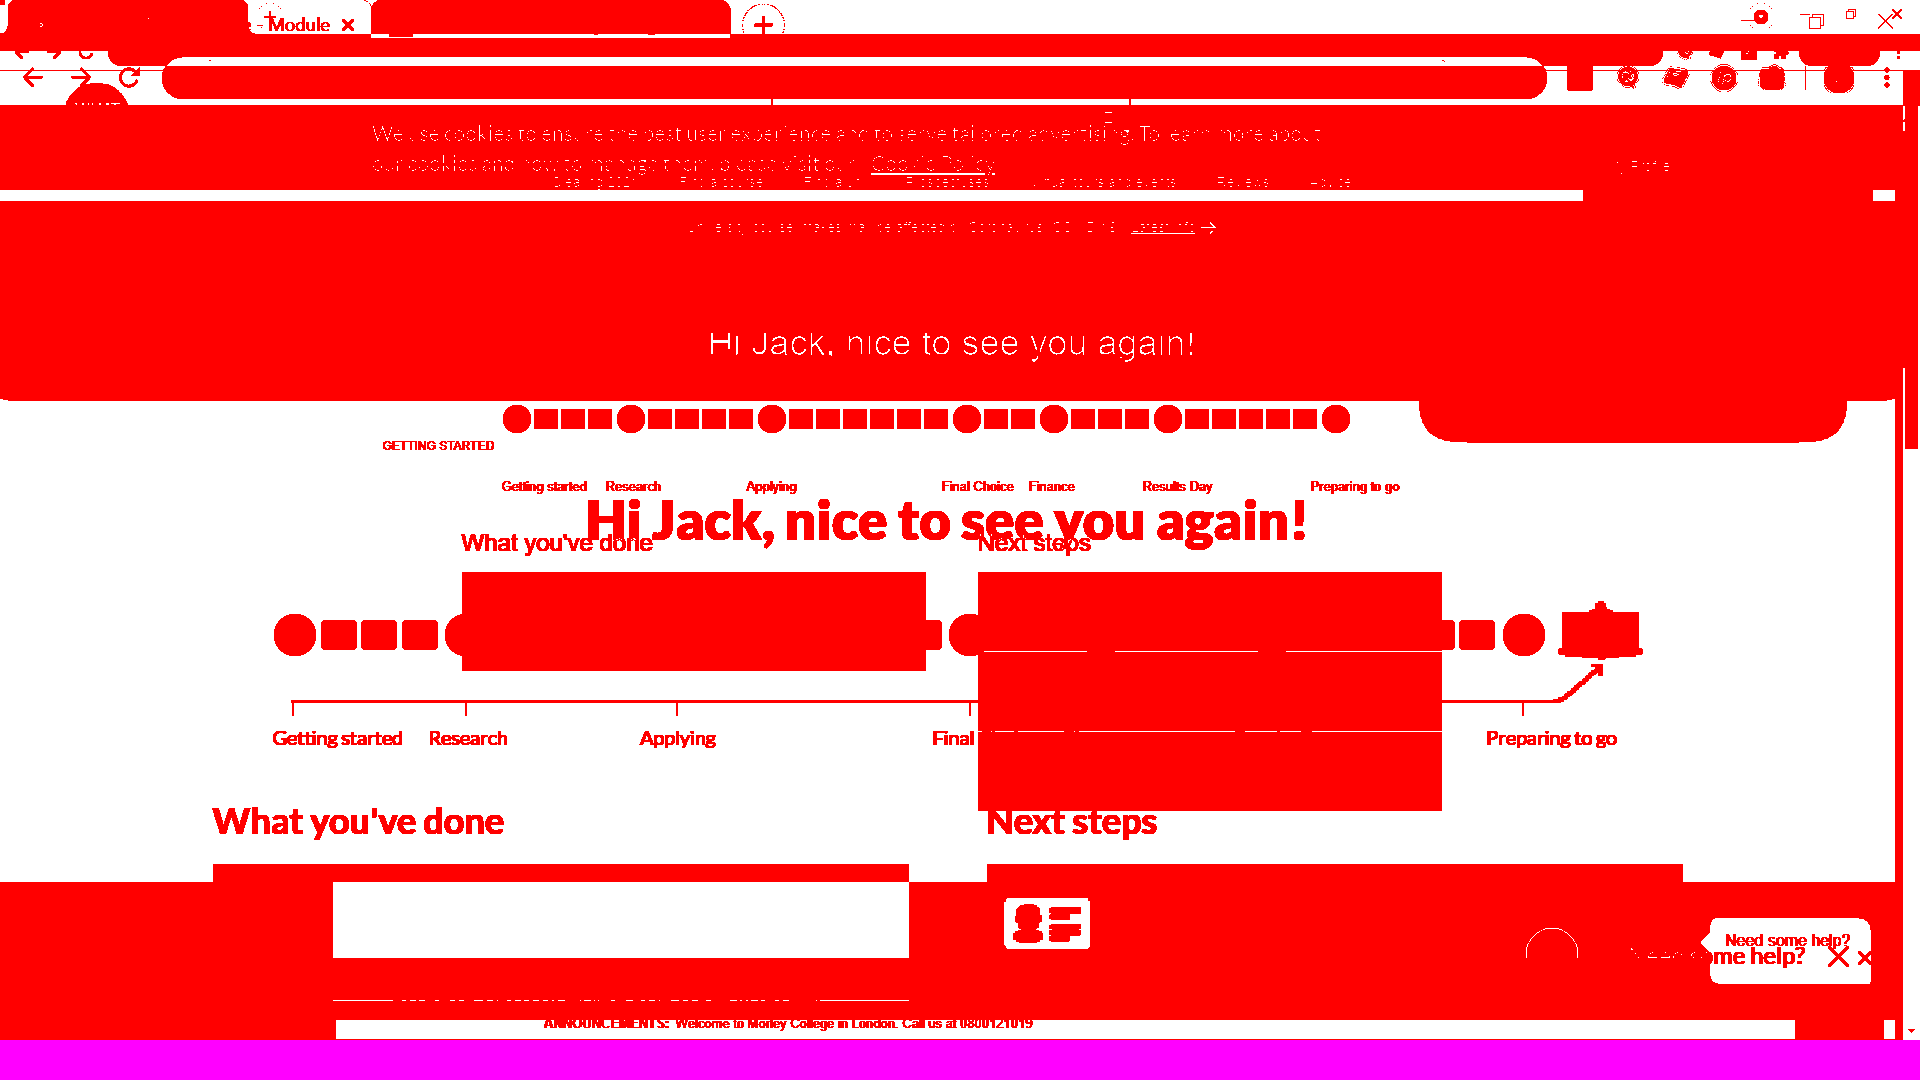 Module
We use cookies to ensure the best user experience and to serve tailored advertising. To learn more about
our cookies and how to manage them, please visit our Cookie Policy
Profile
Latest info
Hi Jack, nice to see you again!
GETTING STARTED
Getting started Research Applying Final Choice Finance Results Day Preparing to go
Hi Jack, nice to see you again!
What you've done Next steps
Getting started Research Applying Final Preparing to go
What you've done Next steps
Need some help?
me help?
ANNOUNCEMENTS: Welcome to Morley College in London. Call us at 0800121019